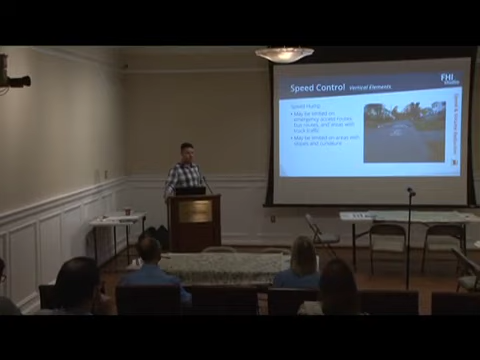 Speed Control Vertical Elements
FHI
Studio
Speed Hump
• May be limited on
emergency access routes,
bus routes, and areas with
truck traffic
• May be limited on areas with
slopes and curvature